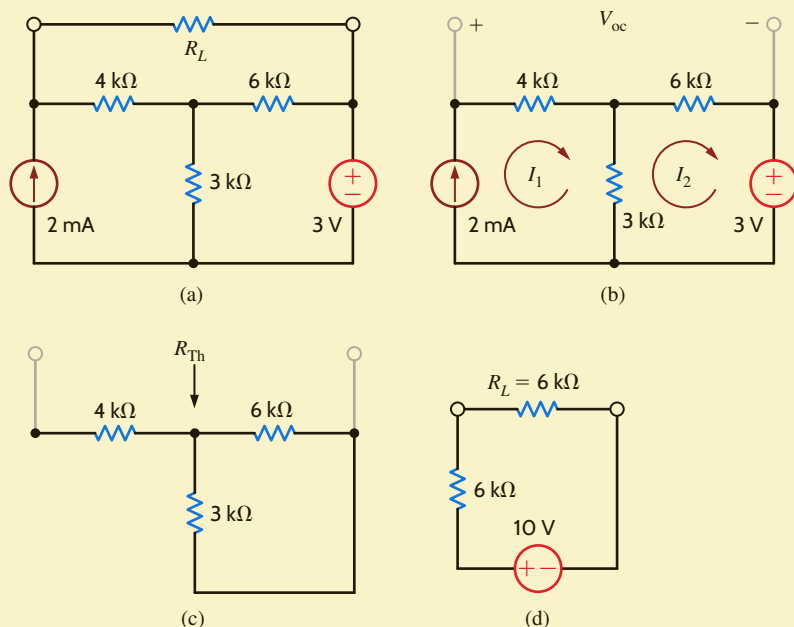 R_L
4 kΩ 6 kΩ
3 kΩ
2 mA 3 V
(a)
+ V_oc −
4 kΩ 6 kΩ
I_1 I_2
3 kΩ
2 mA 3 V
+
−
(b)
R_Th
4 kΩ 6 kΩ
3 kΩ
(c)
R_L = 6 kΩ
6 kΩ
10 V
+ −
(d)